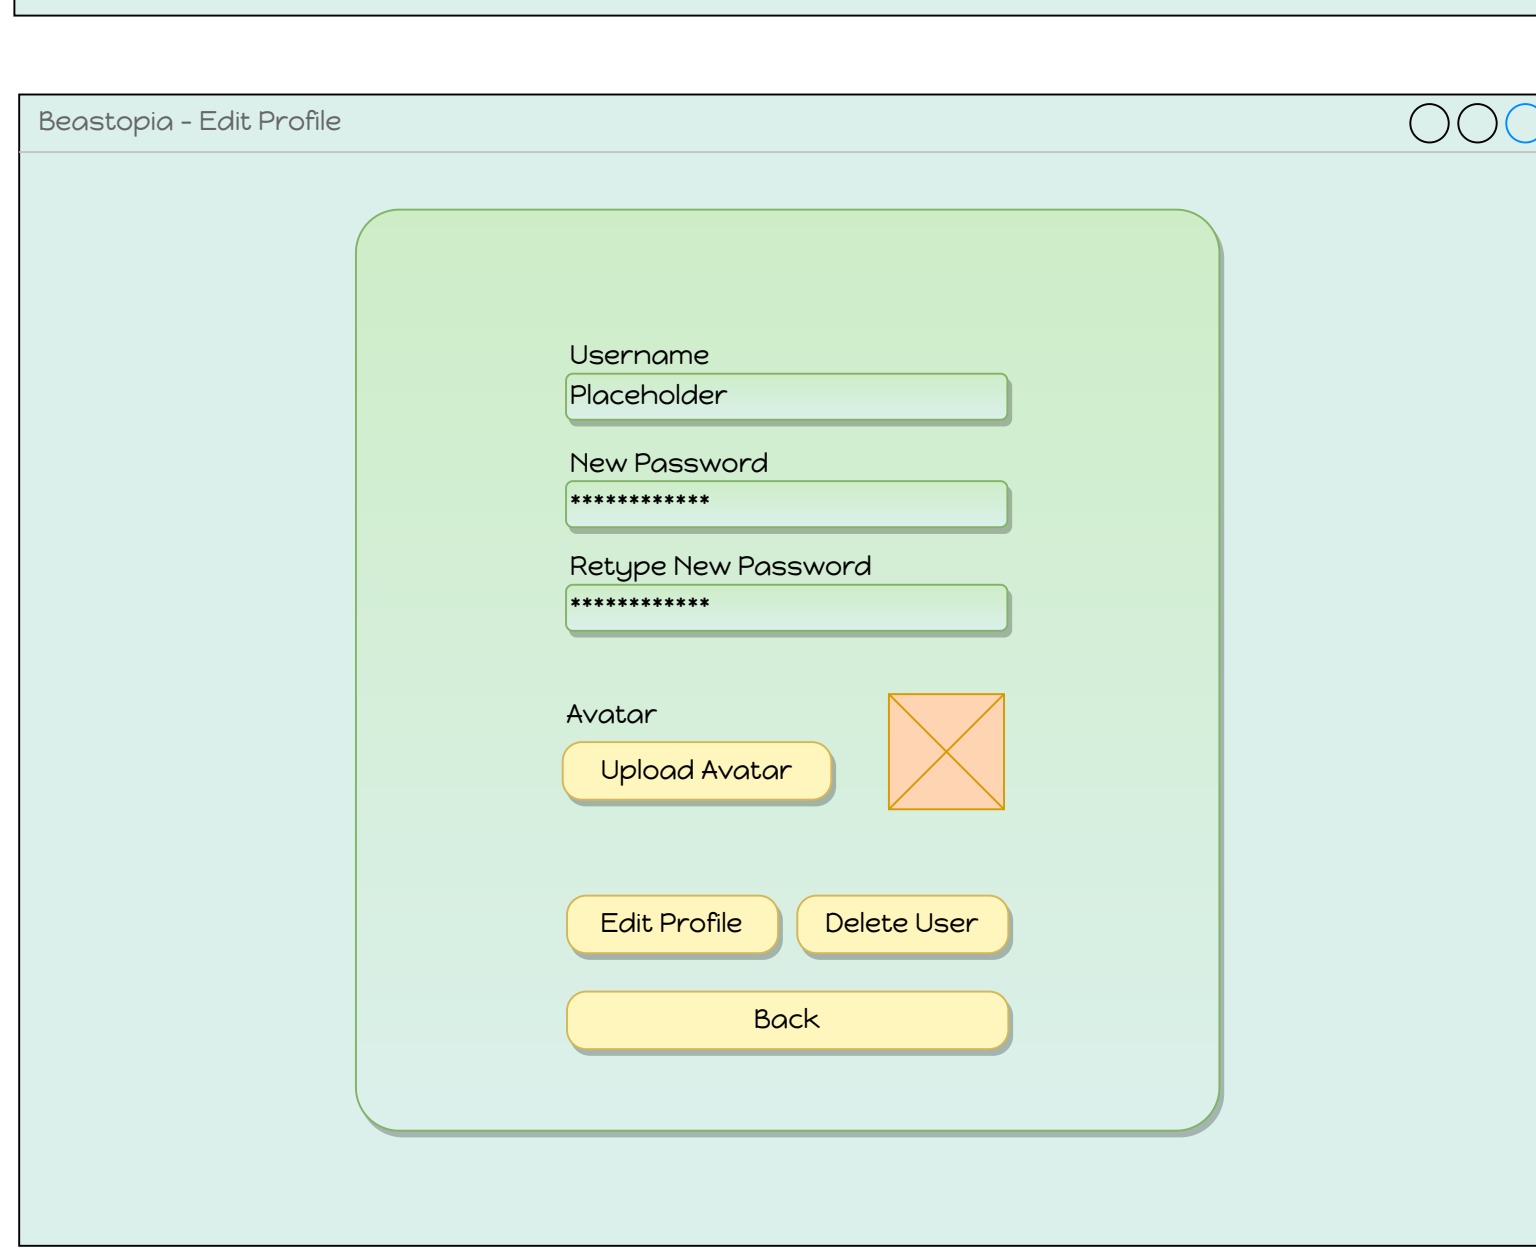 Beastopia - Edit Profile
Username
Placeholder
New Password
************
Retype New Password
************
Avatar
Upload Avatar
Edit Profile
Delete User
Back